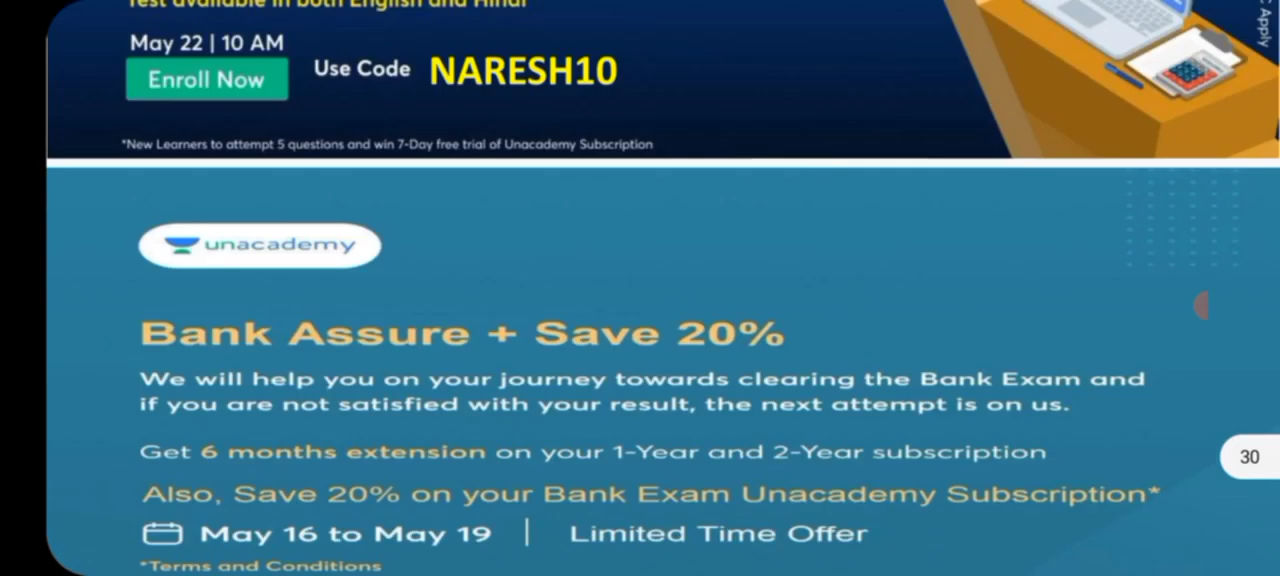 Test available in both English and Hindi
May 22 | 10 AM
Enroll Now
Use Code NARESH10
Apply
*New Learners to attempt 5 questions and win 7-Day free trial of Unacademy Subscription
unacademy
Bank Assure + Save 20%
We will help you on your journey towards clearing the Bank Exam and
if you are not satisfied with your result, the next attempt is on us.
Get 6 months extension on your 1-Year and 2-Year subscription
30
Also, Save 20% on your Bank Exam Unacademy Subscription*
May 16 to May 19 | Limited Time Offer
*Terms and Conditions